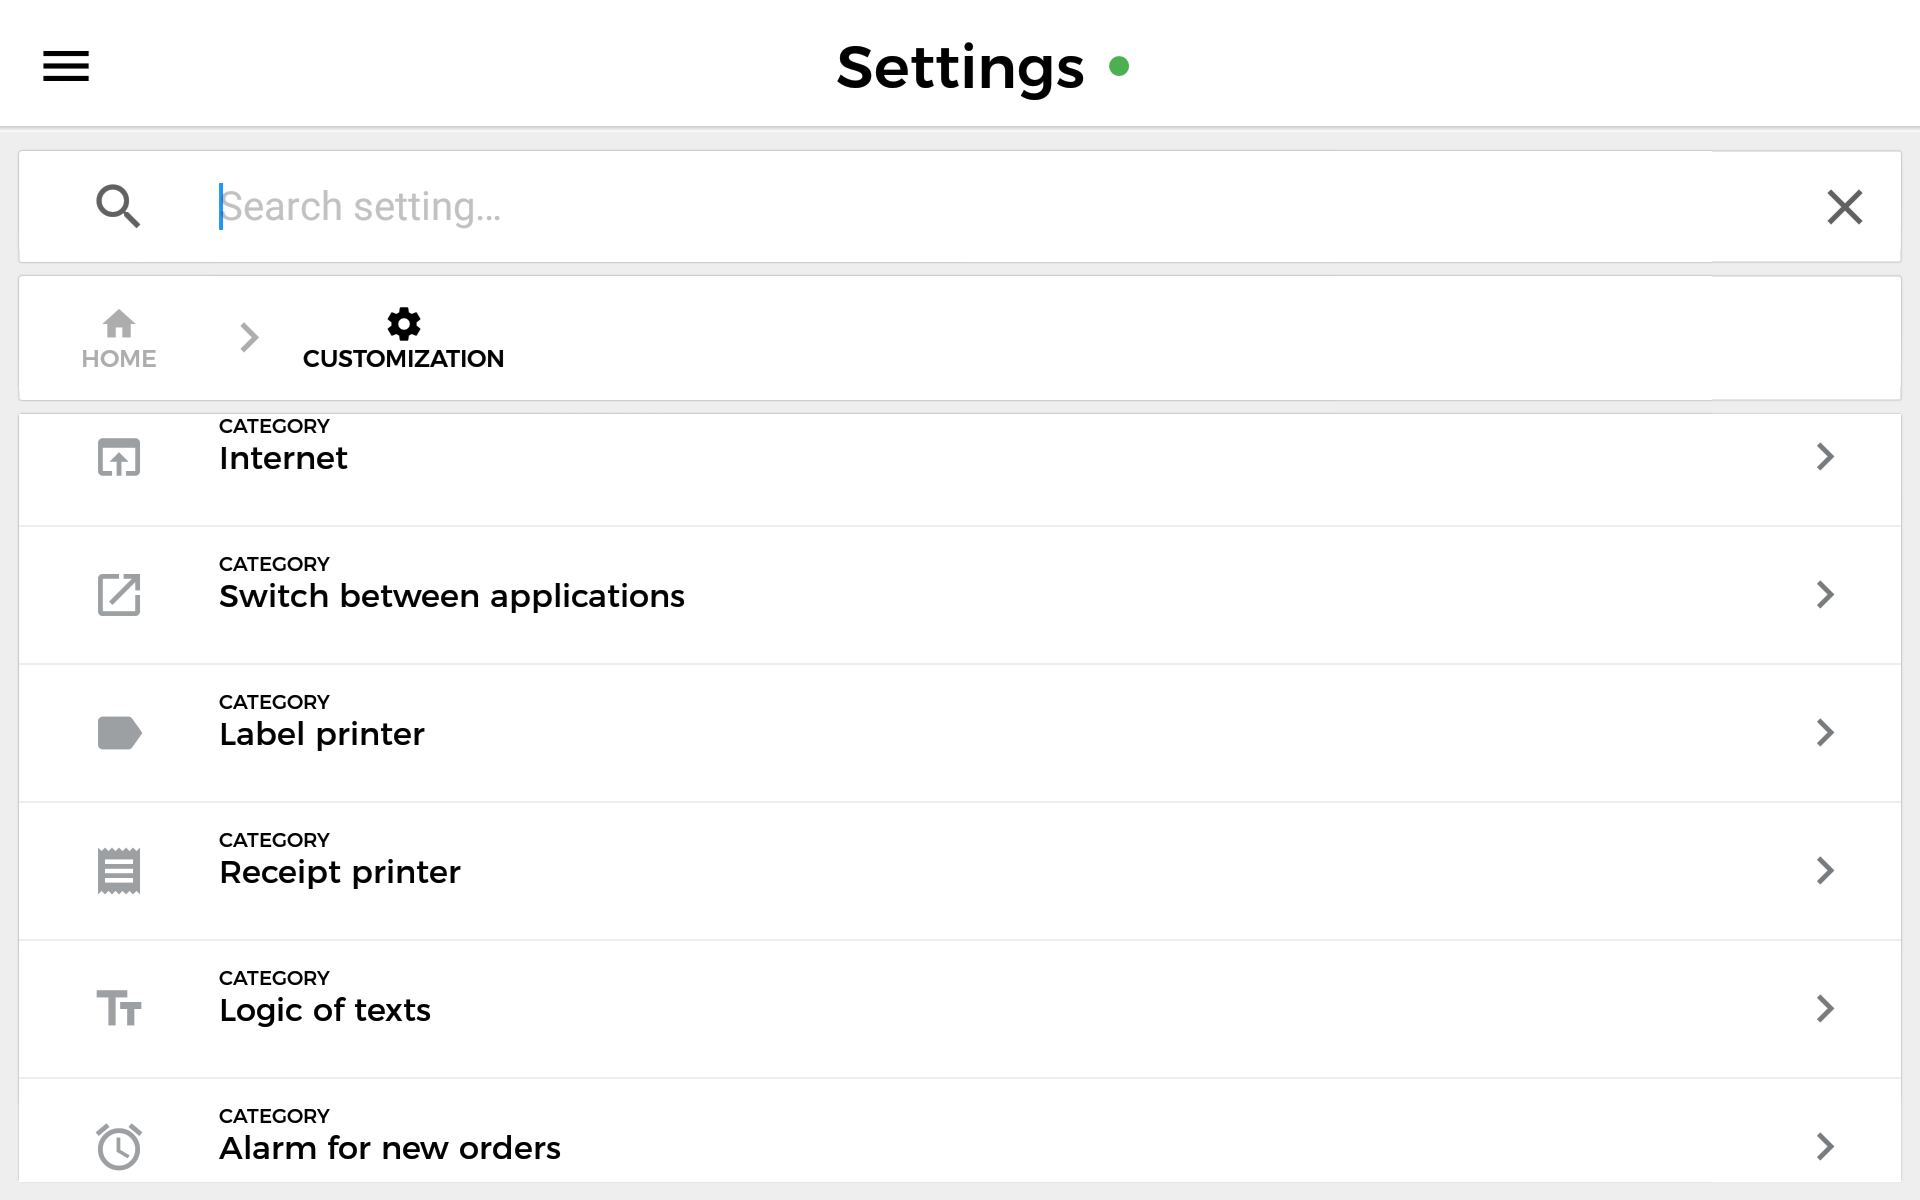 Settings
Search setting...
HOME
CUSTOMIZATION
CATEGORY
Internet
CATEGORY
Switch between applications
CATEGORY
Label printer
CATEGORY
Receipt printer
CATEGORY
Logic of texts
CATEGORY
Alarm for new orders